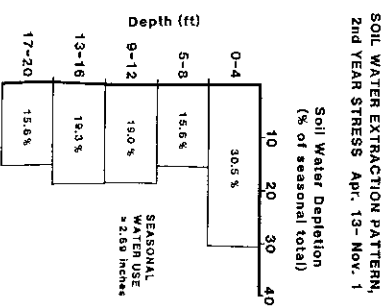 SOIL WATER EXTRACTION PATTERN,
2nd YEAR STRESS Apr. 13 - Nov. 1
Soil Water Depletion
(% of seasonal total)
10 20 30 40
Depth (ft)
0-4 30.5 %
5-8 15.6 %
9-12 19.0 %
13-16 19.3 %
17-20 15.6 %
SEASONAL
WATER USE
= 2.59 inches